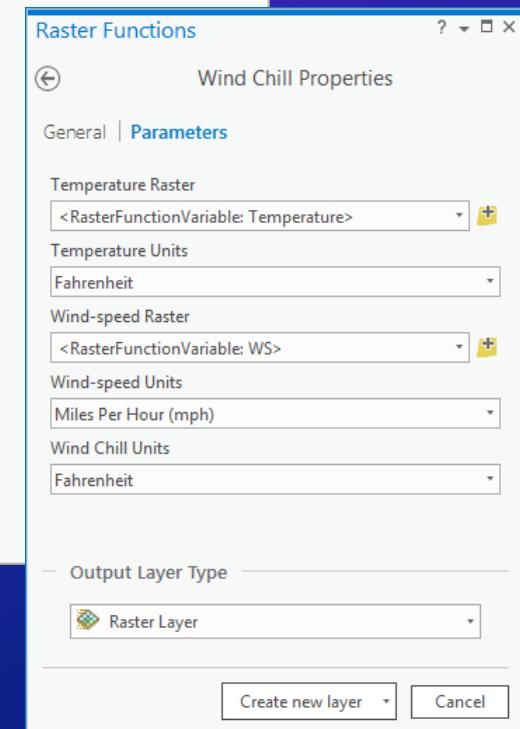 Raster Functions
Wind Chill Properties
General | Parameters
Temperature Raster
<RasterFunctionVariable: Temperature>
Temperature Units
Fahrenheit
Wind-speed Raster
<RasterFunctionVariable: WS>
Wind-speed Units
Miles Per Hour (mph)
Wind Chill Units
Fahrenheit
Output Layer Type
Raster Layer
Create new layer Cancel